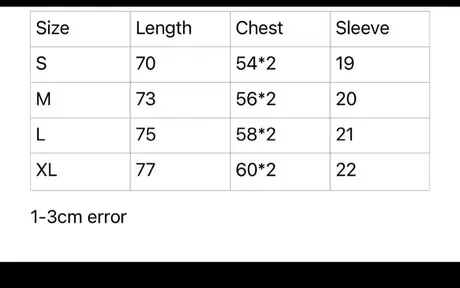 Size Length Chest Sleeve
S 70 54*2 19
M 73 56*2 20
L 75 58*2 21
XL 77 60*2 22
1-3cm error